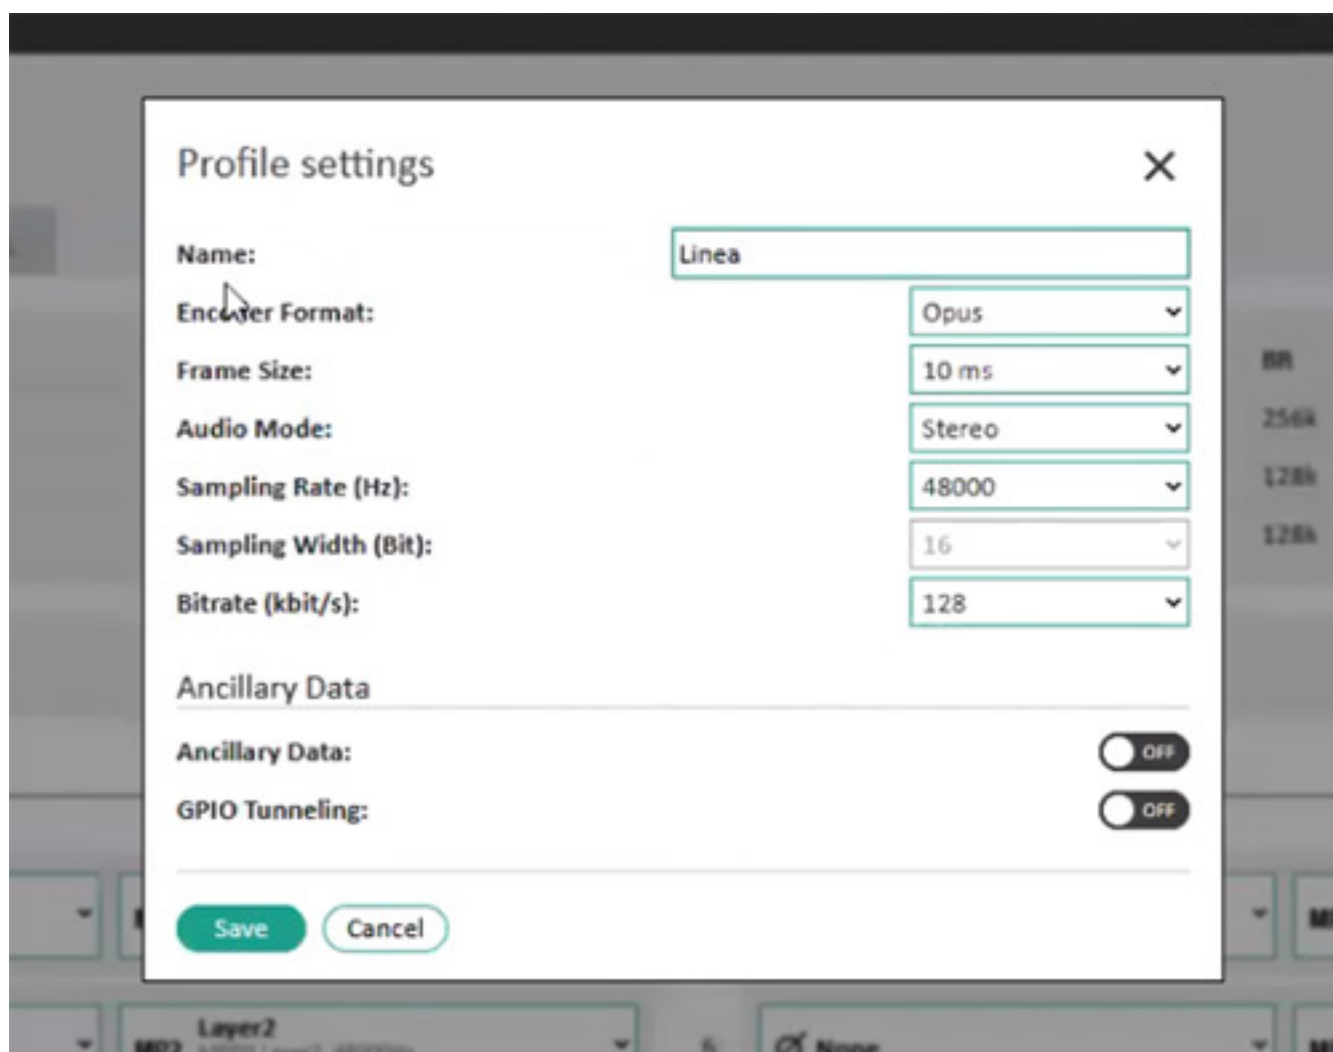 Profile settings
Name: Linea
Encoder Format: Opus
Frame Size: 10 ms
BR
Audio Mode: Stereo
256k
Sampling Rate (Hz): 48000
128k
Sampling Width (Bit): 16
128k
Bitrate (kbit/s): 128
Ancillary Data
Ancillary Data: OFF
GPIO Tunneling: OFF
Save Cancel
Layer2
MP2
6
None